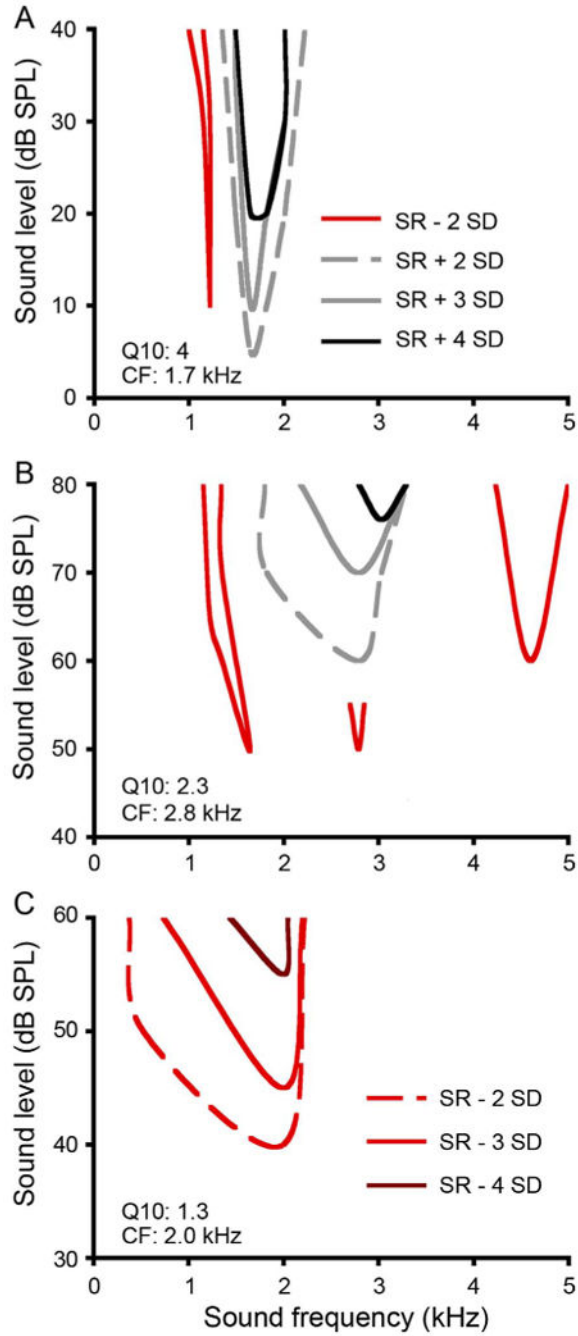 A
Sound level (dB SPL)
40
30
20
10
0
SR - 2 SD
SR + 2 SD
SR + 3 SD
SR + 4 SD
Q10: 4
CF: 1.7 kHz
0 1 2 3 4 5
B
Sound level (dB SPL)
80
70
60
50
40
Q10: 2.3
CF: 2.8 kHz
0 1 2 3 4 5
C
Sound level (dB SPL)
60
50
40
30
SR - 2 SD
SR - 3 SD
SR - 4 SD
Q10: 1.3
CF: 2.0 kHz
0 1 2 3 4 5
Sound frequency (kHz)